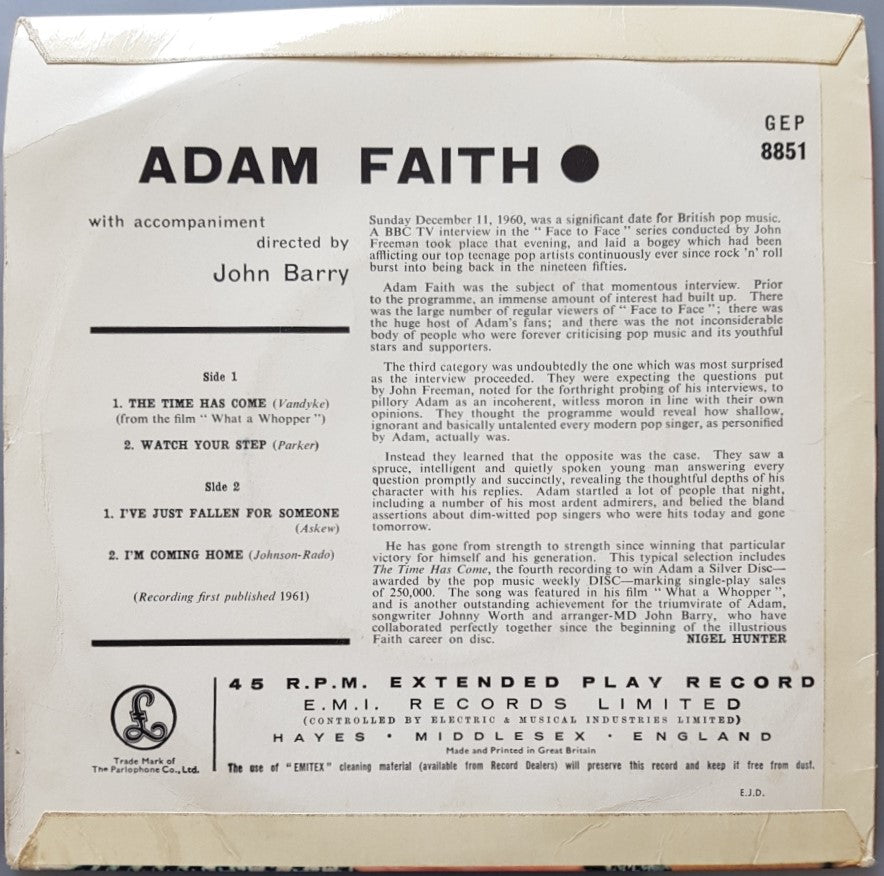 GEP
8851
ADAM FAITH ●
with accompaniment
directed by
John Barry
Side 1
1. THE TIME HAS COME (Vandyke)
(from the film “ What a Whopper ”)
2. WATCH YOUR STEP (Parker)
Side 2
1. I'VE JUST FALLEN FOR SOMEONE
(Askew)
2. I'M COMING HOME (Johnson-Rado)
(Recording first published 1961)
Sunday December 11, 1960, was a significant date for British pop music.
A BBC TV interview in the “ Face to Face ” series conducted by John
Freeman took place that evening, and laid a bogey which had been
afflicting our top teenage pop artists continuously ever since rock 'n' roll
burst into being back in the nineteen fifties.
Adam Faith was the subject of that momentous interview. Prior
to the programme, an immense amount of interest had built up. There
was the large number of regular viewers of “ Face to Face ”; there was
the huge host of Adam's fans; and there was the not inconsiderable
body of people who were forever criticising pop music and its youthful
stars and supporters.
The third category was undoubtedly the one which was most surprised
as the interview proceeded. They were expecting the questions put
by John Freeman, noted for the forthright probing of his interviews, to
pillory Adam as an incoherent, witless moron in line with their own
opinions. They thought the programme would reveal how shallow,
ignorant and basically untalented every modern pop singer, as personified
by Adam, actually was.
Instead they learned that the opposite was the case. They saw a
spruce, intelligent and quietly spoken young man answering every
question promptly and succinctly, revealing the thoughtful depths of his
character with his replies. Adam startled a lot of people that night,
including a number of his most ardent admirers, and belied the bland
assertions about dim-witted pop singers who were hits today and gone
tomorrow.
He has gone from strength to strength since winning that particular
victory for himself and his generation. This typical selection includes
The Time Has Come, the fourth recording to win Adam a Silver Disc—
awarded by the pop music weekly DISC—marking single-play sales
of 250,000. The song was featured in his film “ What a Whopper ”,
and is another outstanding achievement for the triumvirate of Adam,
songwriter Johnny Worth and arranger-MD John Barry, who have
collaborated perfectly together since the beginning of the illustrious
Faith career on disc. NIGEL HUNTER
£
Trade Mark of
The Parlophone Co., Ltd.
45 R.P.M. EXTENDED PLAY RECORD
E.M.I. RECORDS LIMITED
(CONTROLLED BY ELECTRIC & MUSICAL INDUSTRIES LIMITED)
HAYES • MIDDLESEX • ENGLAND
Made and Printed in Great Britain
The use of "EMITEX" cleaning material (available from Record Dealers) will preserve this record and keep it free from dust.
E.J.D.